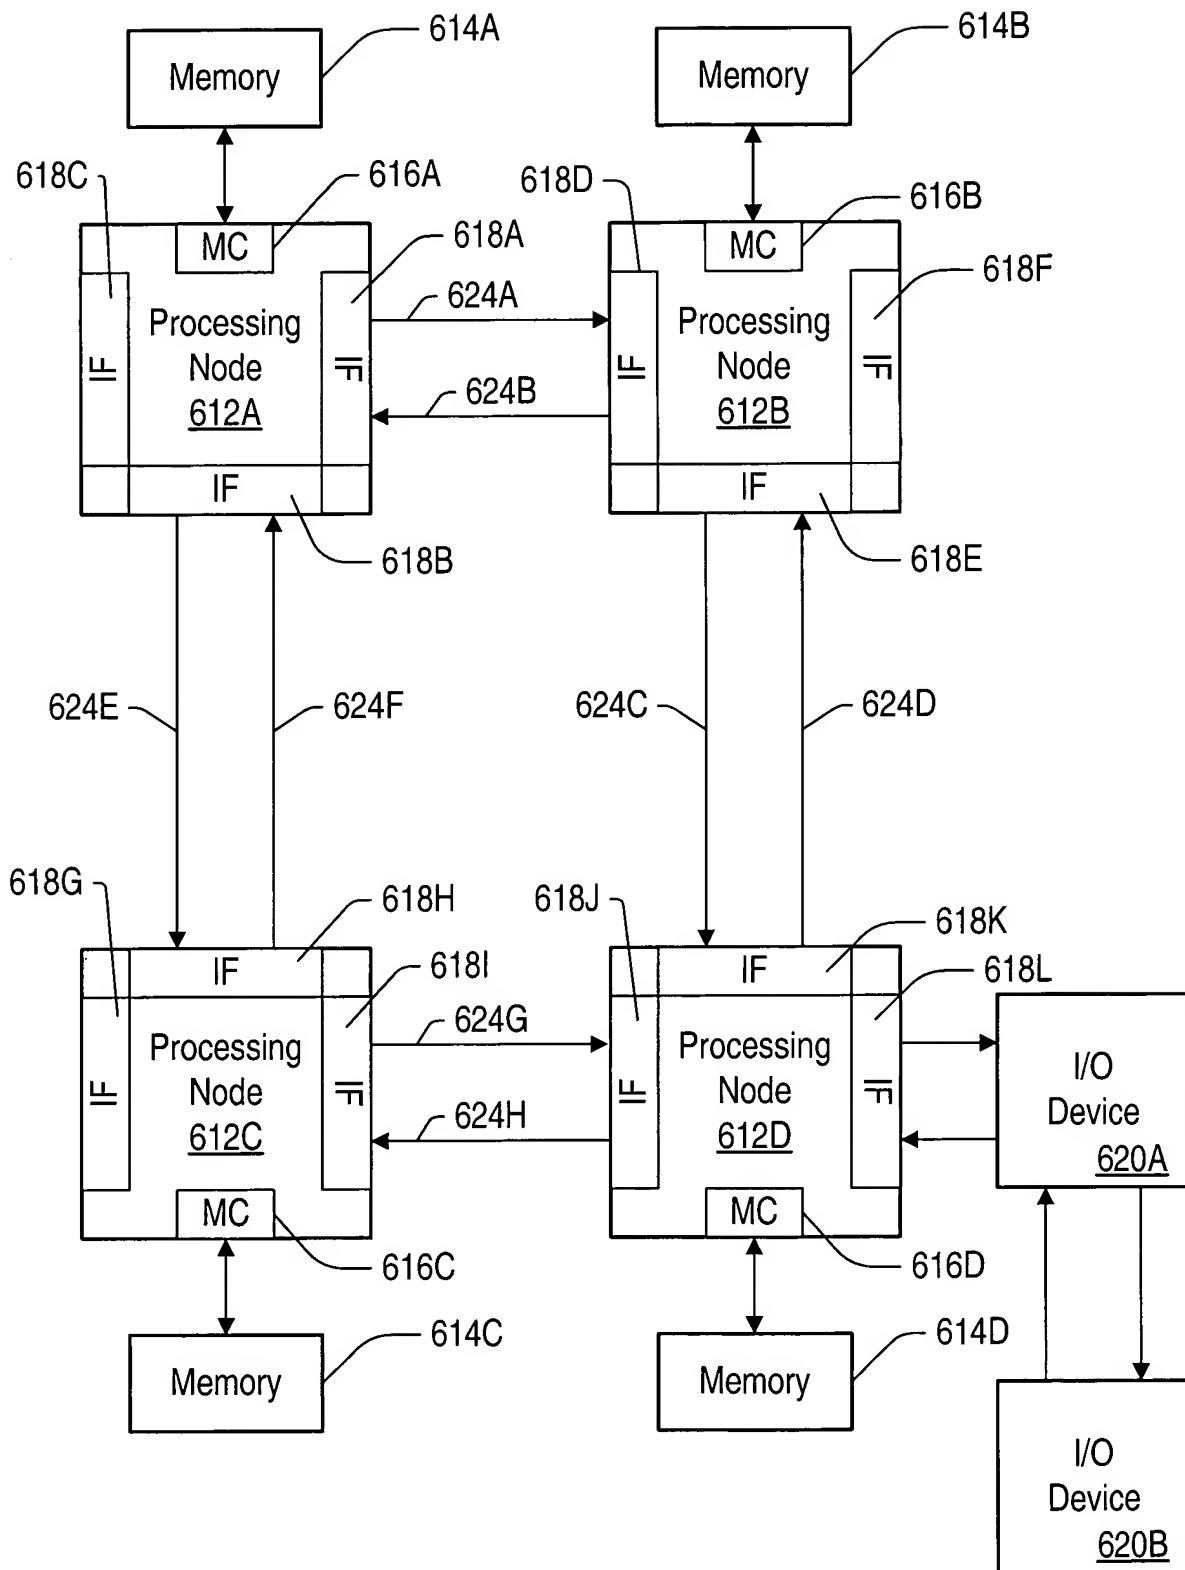 614A
614B
Memory
Memory
618C
616A
618D
616B
MC
618A
MC
618F
624A
Processing
Node
612A
Processing
Node
612B
IF
IF
IF
IF
624B
IF
IF
618B
618E
624E
624F
624C
624D
618G
618H
618J
618K
IF
618I
IF
618L
624G
Processing
Node
612C
Processing
Node
612D
I/O
Device
620A
IF
IF
IF
IF
624H
MC
MC
616C
616D
614C
614D
Memory
Memory
I/O
Device
620B